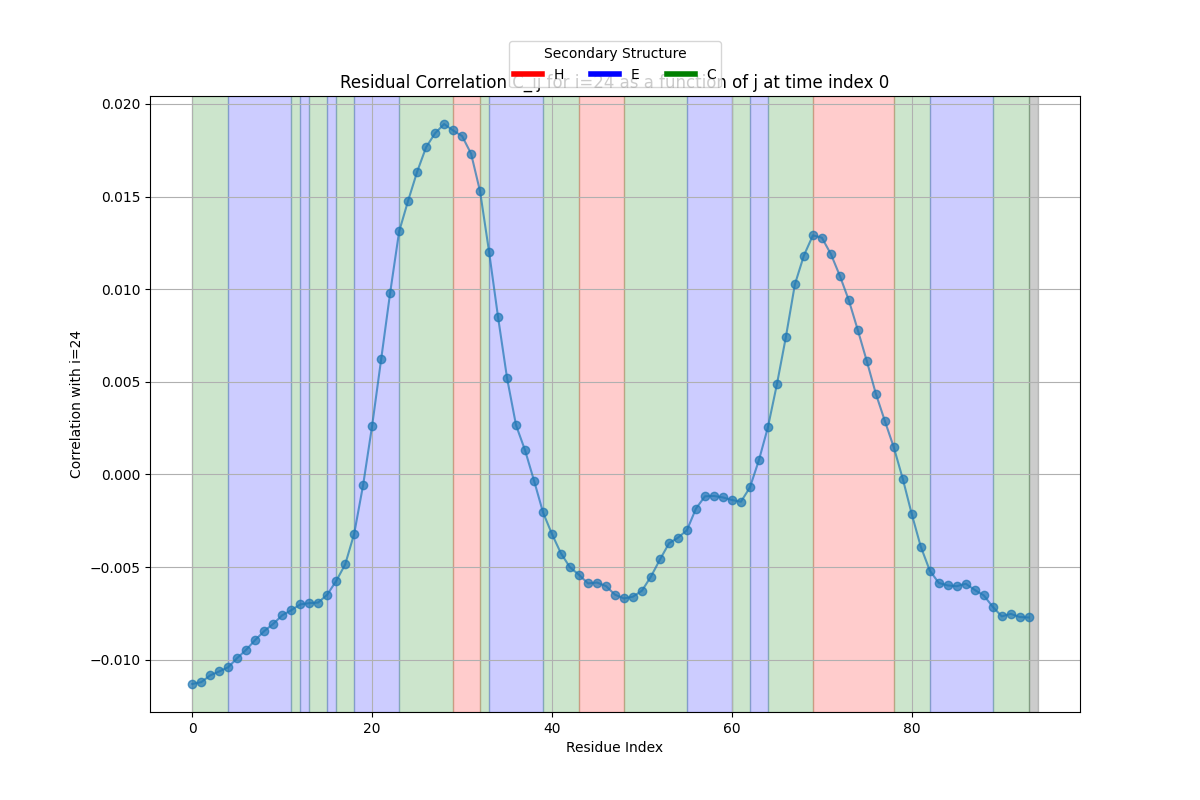 Secondary Structure
H E C
Residual Correlation C_ij for i=24 as a function of j at time index 0
0.020
0.015
0.010
0.005
0.000
−0.005
−0.010
Correlation with i=24
0 20 40 60 80
Residue Index